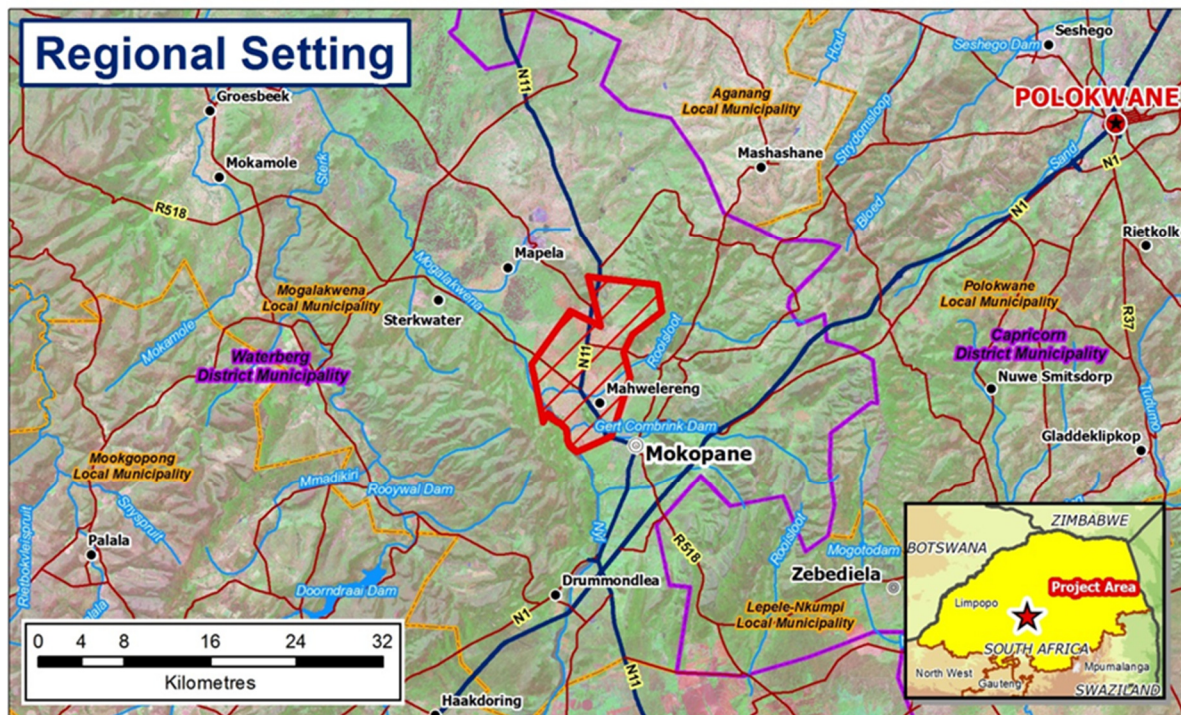 Regional Setting
N11
Groesbeek
Mokamole
Sterk
R518
Aganang
Local Municipality
Hout
Seshego Dam
Seshego
POLOKWANE
Strydomsloop
Mashashane
Sand
N1
Bloed
N1
Rietkolk
Mapela
Mogalakwena
Sterkwater
Mogalakwena
Local Municipality
Mokamole
Waterberg
District Municipality
Polokwane
Local Municipality
R37
Capricorn
District Municipality
Nuwe Smitsdorp
Rooisloot
N11
Mahwelereng
Gert Combrink Dam
Mokopane
Gladdeklipkop
Mookgopong
Local Municipality
Mmadikiri
Rooywal Dam
Snyspruit
Rietbokvleispruit
Palala
Doorndraai Dam
Nyl
R518
Rooisloot
Mogotodam
Zebediela
Drummondlea
N1
Lepele-Nkumpi
Local Municipality
N11
Haakdoring
0 4 8 16 24 32
Kilometres
ZIMBABWE
BOTSWANA
Project Area
Limpopo
SOUTH AFRICA
North West
Gauteng
Mpumalanga
SWAZILAND